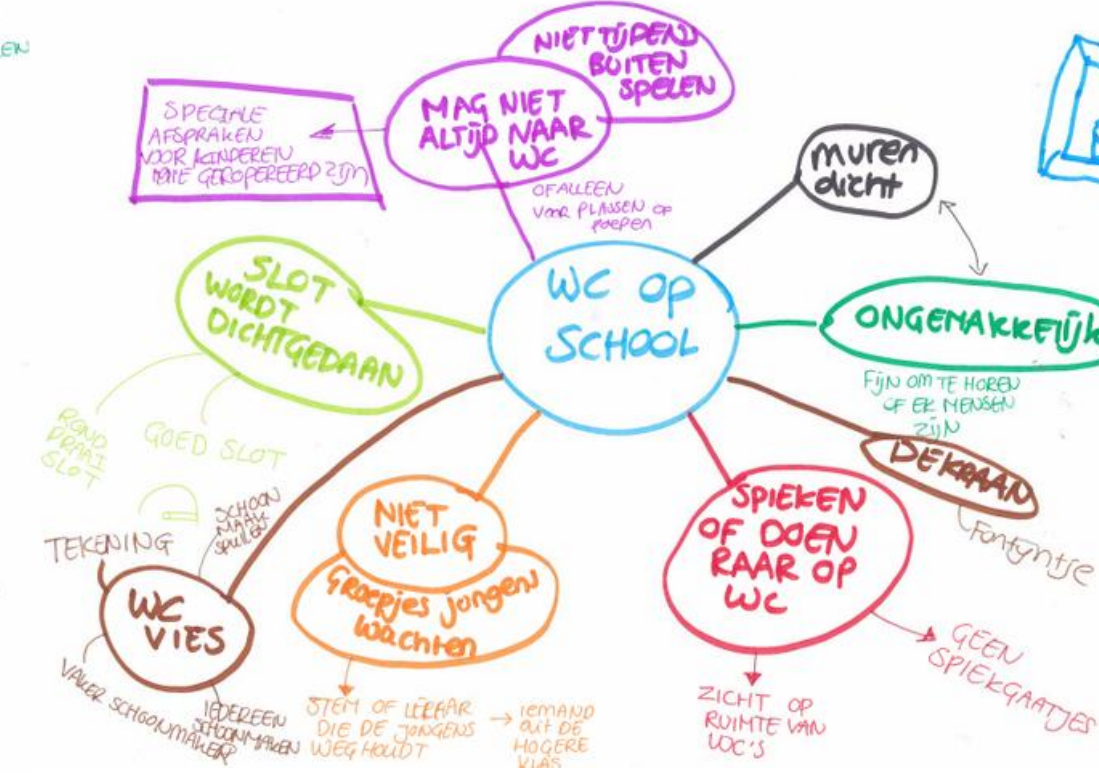 NIET TIJDENS
BUITEN
SPELEN
MAG NIET
ALTIJD NAAR
WC
SPECIALE
AFSPRAKEN
VOOR KINDEREN
DIE GEROPEREERD ZIJN
OF ALLEEN
VOOR PLASSEN OF
POEPEN
muren
dicht
WC OP
SCHOOL
SLOT
WORDT
DICHTGEDAAN
ROND
DRAAI
SLOT
GOED SLOT
ONGEMAKKELIJK
FIJN OM TE HOREN
OF ER MENSEN
ZIJN
DE KRAAN
Fontyntje
NIET
VEILIG
Groepjes jongens
wachten
STEM OF LERAAR
DIE DE JONGENS
WEGHOUDT
iEMAND
uit DE
HOGERE
KLAS
SPIEKEN
OF DOEN
RAAR OP
WC
ZICHT OP
RUIMTE VAN
WC'S
GEEN
SPIEKGAATJES
TEKENING
SCHOON
MAAK
SPULLEN
WC
VIES
VAKER SCHOONMAKER
IEDEREEN
SCHOONMAKEN